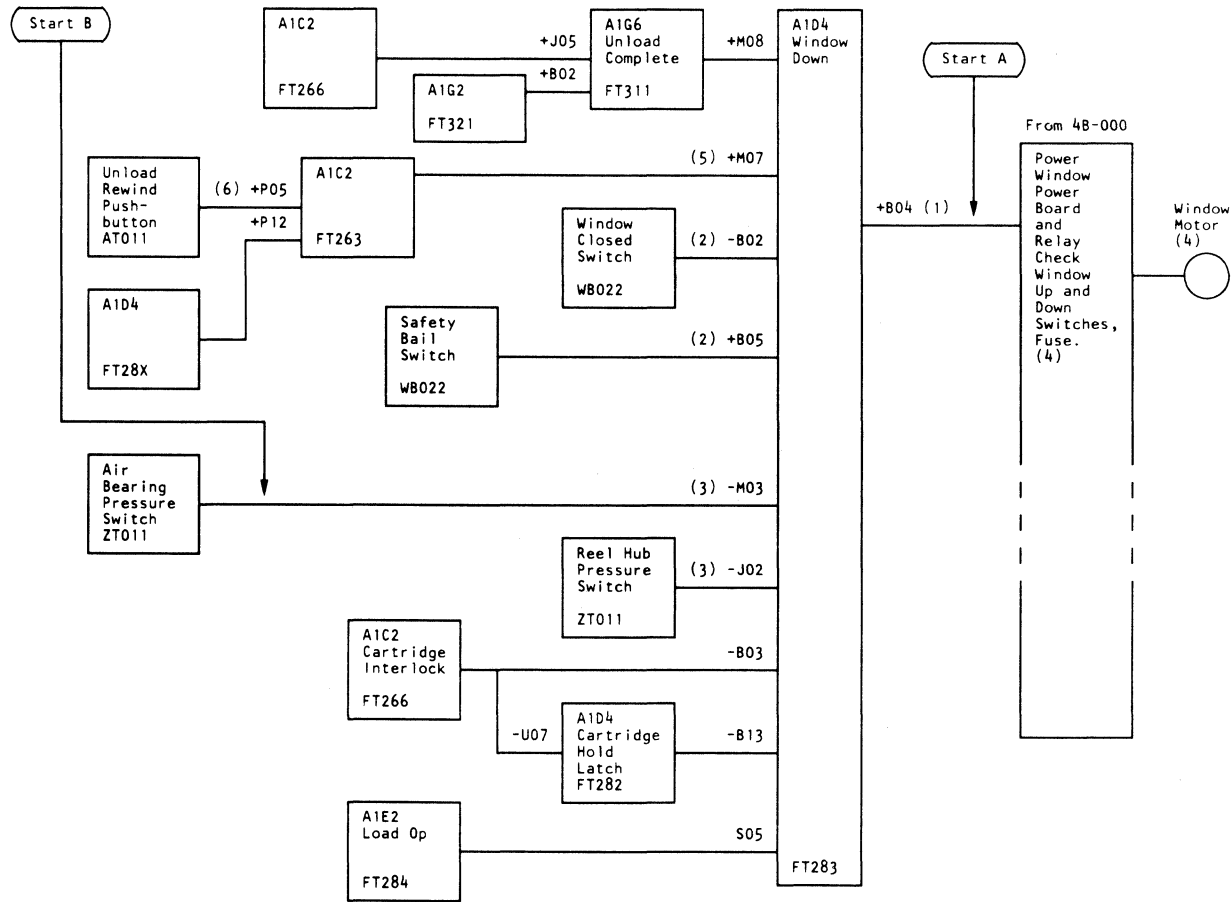 Start B
A1C2
FT266
+J05
+B02
A1G2
FT321
A1G6
Unload
Complete
FT311
+M08
A1D4
Window
Down
FT283
Start A
From 4B-000
Power
Window
Power
Board
and
Relay
Check
Window
Up and
Down
Switches,
Fuse.
(4)
+B04 (1)
Window
Motor
(4)
Unload
Rewind
Push-
button
AT011
(6) +P05
+P12
A1C2
FT263
(5) +M07
A1D4
FT28X
Window
Closed
Switch
WB022
(2) -B02
Safety
Bail
Switch
WB022
(2) +B05
Air
Bearing
Pressure
Switch
ZT011
(3) -M03
Reel Hub
Pressure
Switch
ZT011
(3) -J02
A1C2
Cartridge
Interlock
FT266
-B03
-U07
A1D4
Cartridge
Hold
Latch
FT282
-B13
A1E2
Load Op
FT284
S05